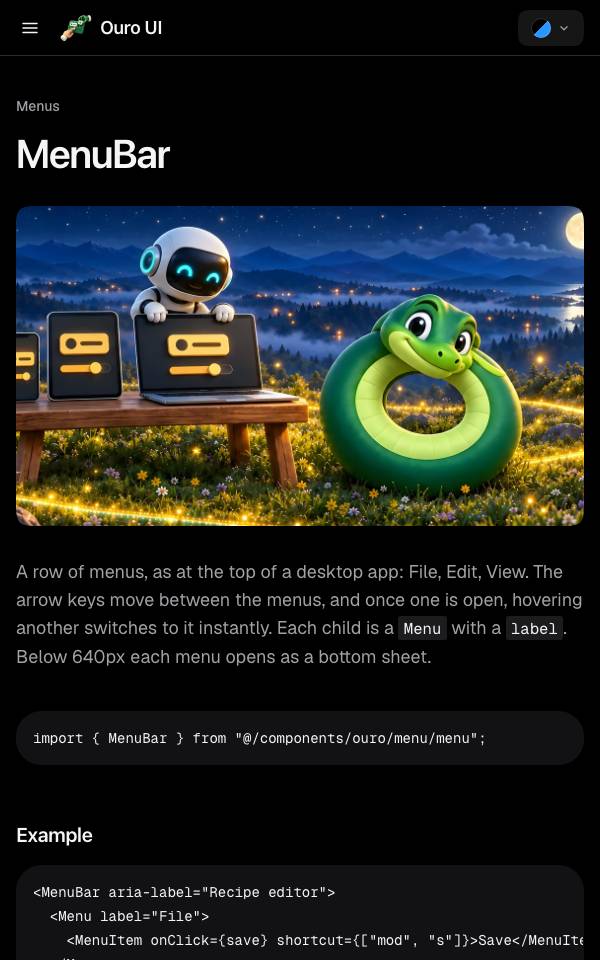 Ouro UI
Menus
MenuBar
A row of menus, as at the top of a desktop app: File, Edit, View. The
arrow keys move between the menus, and once one is open, hovering
another switches to it instantly. Each child is a Menu with a label.
Below 640px each menu opens as a bottom sheet.
import { MenuBar } from "@/components/ouro/menu/menu";
Example
<MenuBar aria-label="Recipe editor">
<Menu label="File">
<MenuItem onClick={save} shortcut={["mod", "s"]}>Save</MenuIte